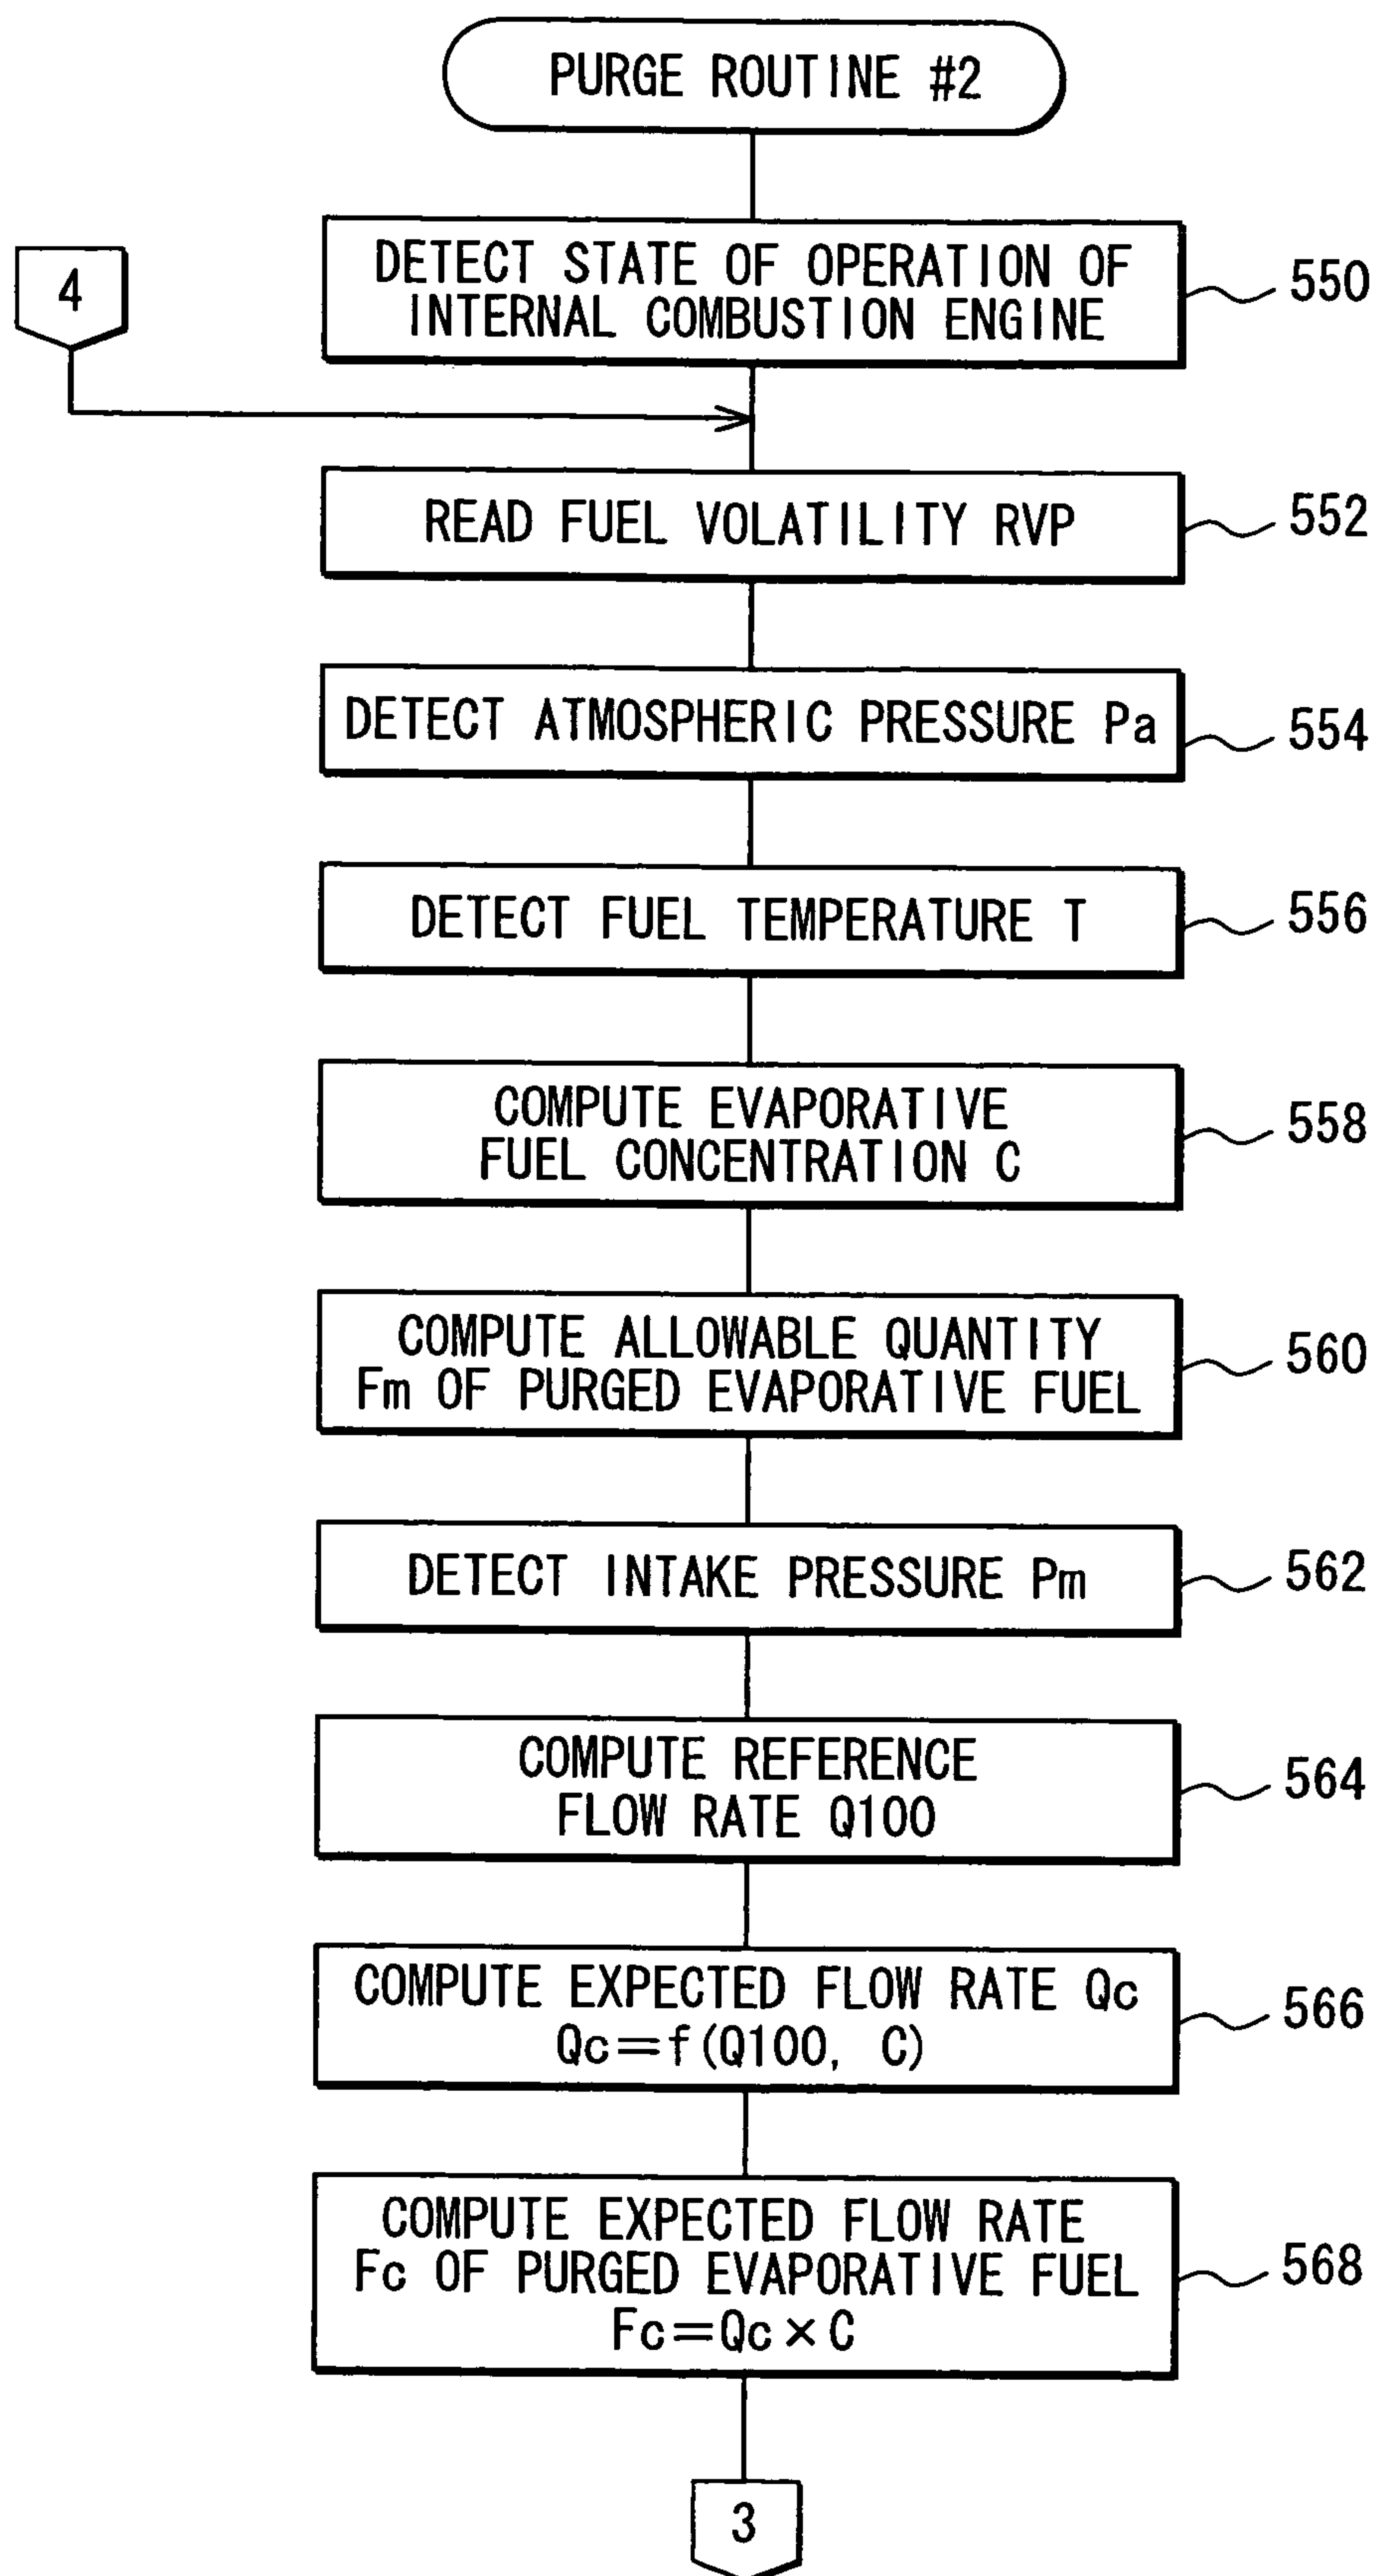 PURGE ROUTINE #2
DETECT STATE OF OPERATION OF
INTERNAL COMBUSTION ENGINE
550
4
READ FUEL VOLATILITY RVP
552
DETECT ATMOSPHERIC PRESSURE Pa
554
DETECT FUEL TEMPERATURE T
556
COMPUTE EVAPORATIVE
FUEL CONCENTRATION C
558
COMPUTE ALLOWABLE QUANTITY
Fm OF PURGED EVAPORATIVE FUEL
560
DETECT INTAKE PRESSURE Pm
562
COMPUTE REFERENCE
FLOW RATE Q100
564
COMPUTE EXPECTED FLOW RATE Qc
Qc=f(Q100, C)
566
COMPUTE EXPECTED FLOW RATE
Fc OF PURGED EVAPORATIVE FUEL
Fc=Qc×C
568
3